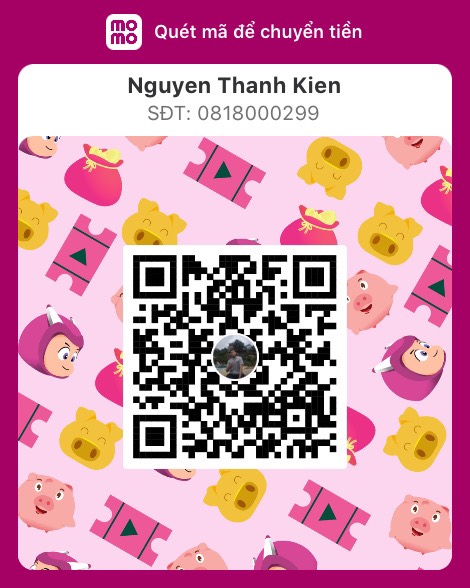 mo
mo
Quét mã để chuyển tiền
Nguyen Thanh Kien
SĐT: 0818000299